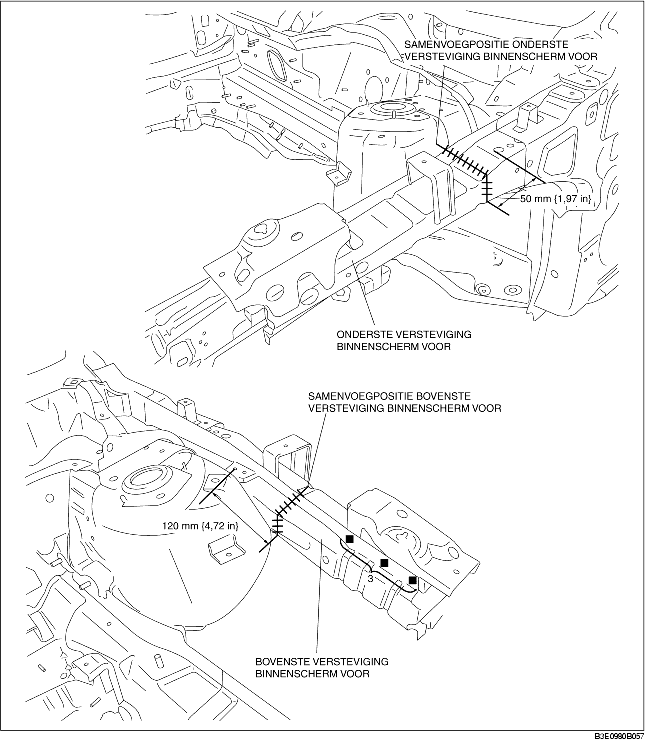 SAMENVOEGPOSITIE ONDERSTE
VERSTEVIGING BINNENSCHERM VOOR
50 mm {1,97 in}
ONDERSTE VERSTEVIGING
BINNENSCHERM VOOR
SAMENVOEGPOSITIE BOVENSTE
VERSTEVIGING BINNENSCHERM VOOR
120 mm {4,72 in}
3
BOVENSTE VERSTEVIGING
BINNENSCHERM VOOR
B3E0980B057